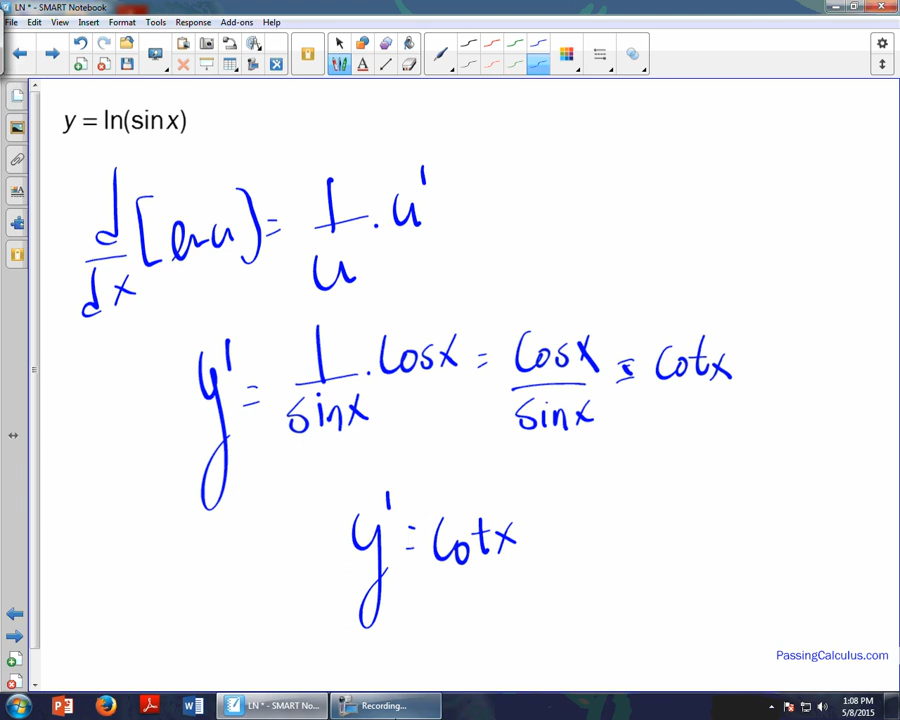 LN * - SMART Notebook
File Edit View Insert Format Tools Response Add-ons Help
y = ln(sin x)
d/dx [ln u] = 1/u · u'
y' = 1/sinx · cosx = cosx/sinx = cotx
y' = cotx
PassingCalculus.com
LN * - SMART No... Recording... 1:08 PM
5/8/2015